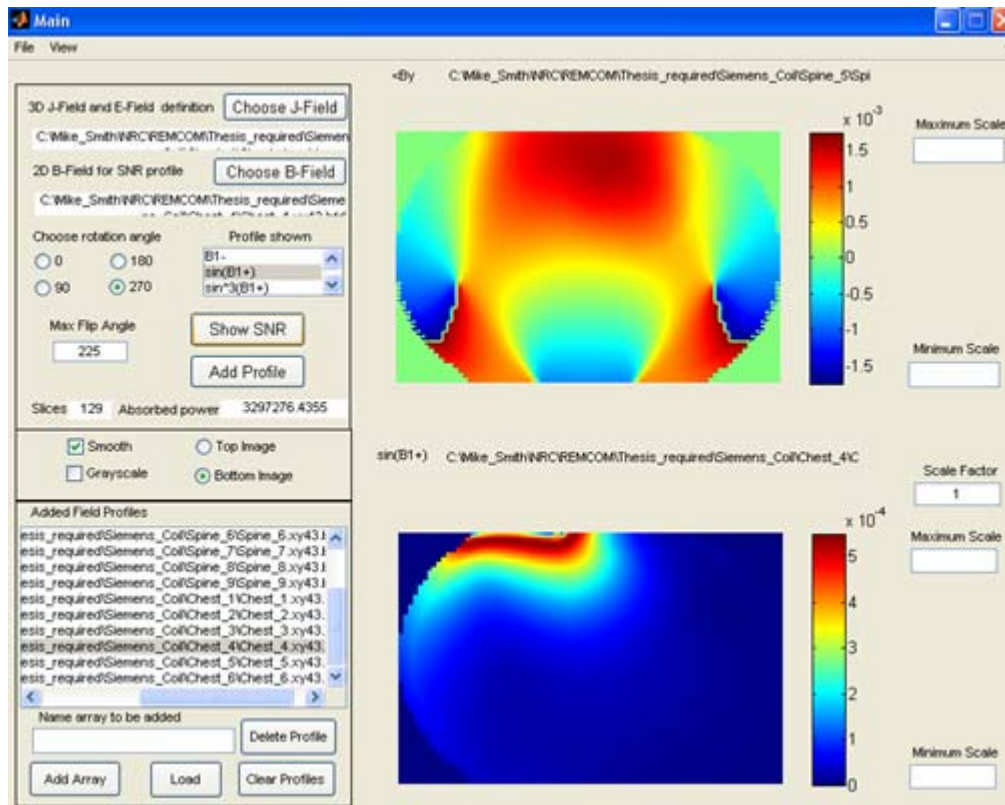 Main
File View
3D J-Field and E-Field definition Choose J-Field
C:\Mike_Smith\NRC\REMCOM\Thesis_required\Siemen
2D B-Field for SNR profile Choose B-Field
C:\Mike_Smith\NRC\REMCOM\Thesis_required\Sieme
Choose rotation angle Profile shown
0 180
90 270
B1-
sin(B1+)
sin^3(B1+)
Max Flip Angle
225
Show SNR
Add Profile
Slices 129 Absorbed power 3297276.4355
Smooth Top Image
Grayscale Bottom Image
Added Field Profiles
esis_required\Siemens_Coil\Spine_6\Spine_6.xy43.
esis_required\Siemens_Coil\Spine_7\Spine_7.xy43.
esis_required\Siemens_Coil\Spine_8\Spine_8.xy43.
esis_required\Siemens_Coil\Spine_9\Spine_9.xy43.
esis_required\Siemens_Coil\Chest_1\Chest_1.xy43.
esis_required\Siemens_Coil\Chest_2\Chest_2.xy43.
esis_required\Siemens_Coil\Chest_3\Chest_3.xy43.
esis_required\Siemens_Coil\Chest_4\Chest_4.xy43.
esis_required\Siemens_Coil\Chest_5\Chest_5.xy43.
esis_required\Siemens_Coil\Chest_6\Chest_6.xy43.
Name array to be added
Delete Profile
Add Array Load Clear Profiles
<By C:\Mike_Smith\NRC\REMCOM\Thesis_required\Siemens_Coil\Spine_5\Spi
x 10^-3
1.5
1
0.5
0
-0.5
-1
-1.5
Maximum Scale
Minimum Scale
sin(B1+) C:\Mike_Smith\NRC\REMCOM\Thesis_required\Siemens_Coil\Chest_4\C
x 10^-4
5
4
3
2
1
0
Scale Factor
1
Maximum Scale
Minimum Scale